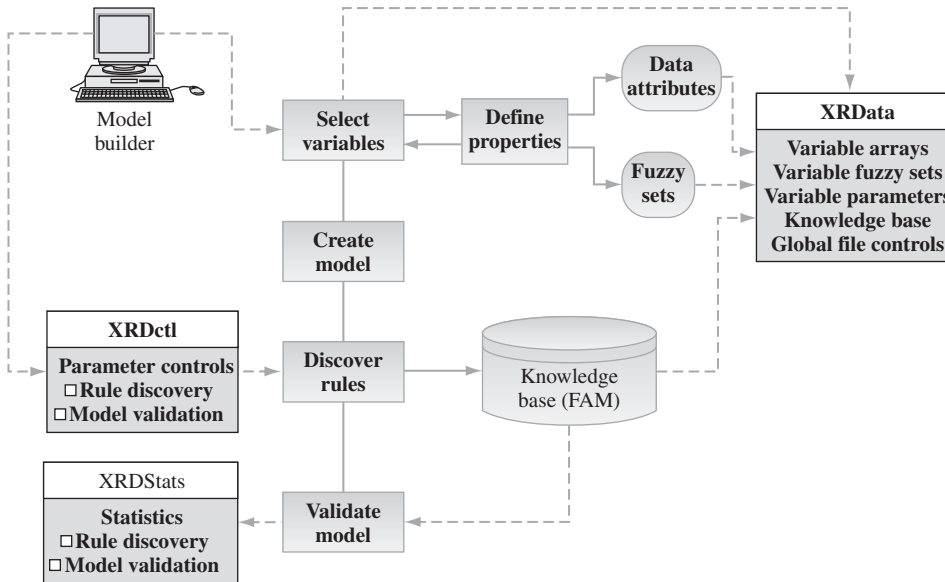 Model
builder
Select
variables
Define
properties
Data
attributes
Fuzzy
sets
XRData
Variable arrays
Variable fuzzy sets
Variable parameters
Knowledge base
Global file controls
Create
model
XRDctl
Parameter controls
Rule discovery
Model validation
Discover
rules
Knowledge
base (FAM)
XRDStats
Statistics
Rule discovery
Model validation
Validate
model